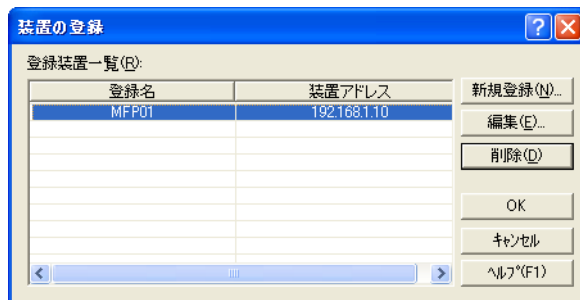 装置の登録
登録装置一覧(R):
登録名 装置アドレス
MFP01 192.168.1.10
新規登録(N)...
編集(E)...
削除(D)
OK
キャンセル
ヘルプ(F1)